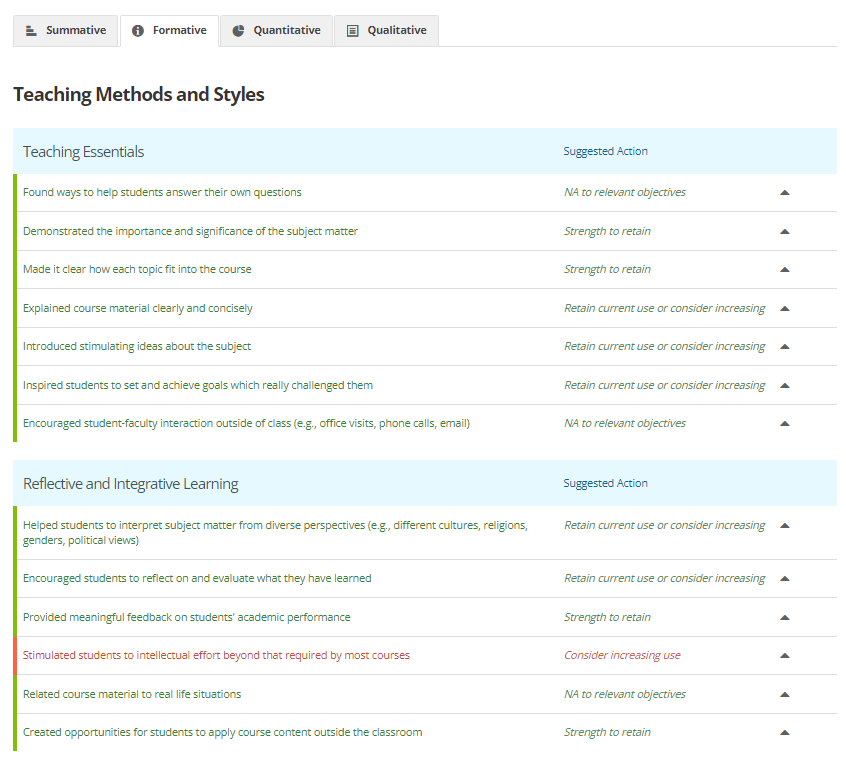 Summative Formative Quantitative Qualitative
Teaching Methods and Styles
Teaching Essentials Suggested Action
Found ways to help students answer their own questions NA to relevant objectives
Demonstrated the importance and significance of the subject matter Strength to retain
Made it clear how each topic fit into the course Strength to retain
Explained course material clearly and concisely Retain current use or consider increasing
Introduced stimulating ideas about the subject Retain current use or consider increasing
Inspired students to set and achieve goals which really challenged them Retain current use or consider increasing
Encouraged student-faculty interaction outside of class (e.g., office visits, phone calls, email) NA to relevant objectives
Reflective and Integrative Learning Suggested Action
Helped students to interpret subject matter from diverse perspectives (e.g., different cultures, religions, Retain current use or consider increasing
genders, political views)
Encouraged students to reflect on and evaluate what they have learned Retain current use or consider increasing
Provided meaningful feedback on students' academic performance Strength to retain
Stimulated students to intellectual effort beyond that required by most courses Consider increasing use
Related course material to real life situations NA to relevant objectives
Created opportunities for students to apply course content outside the classroom Strength to retain